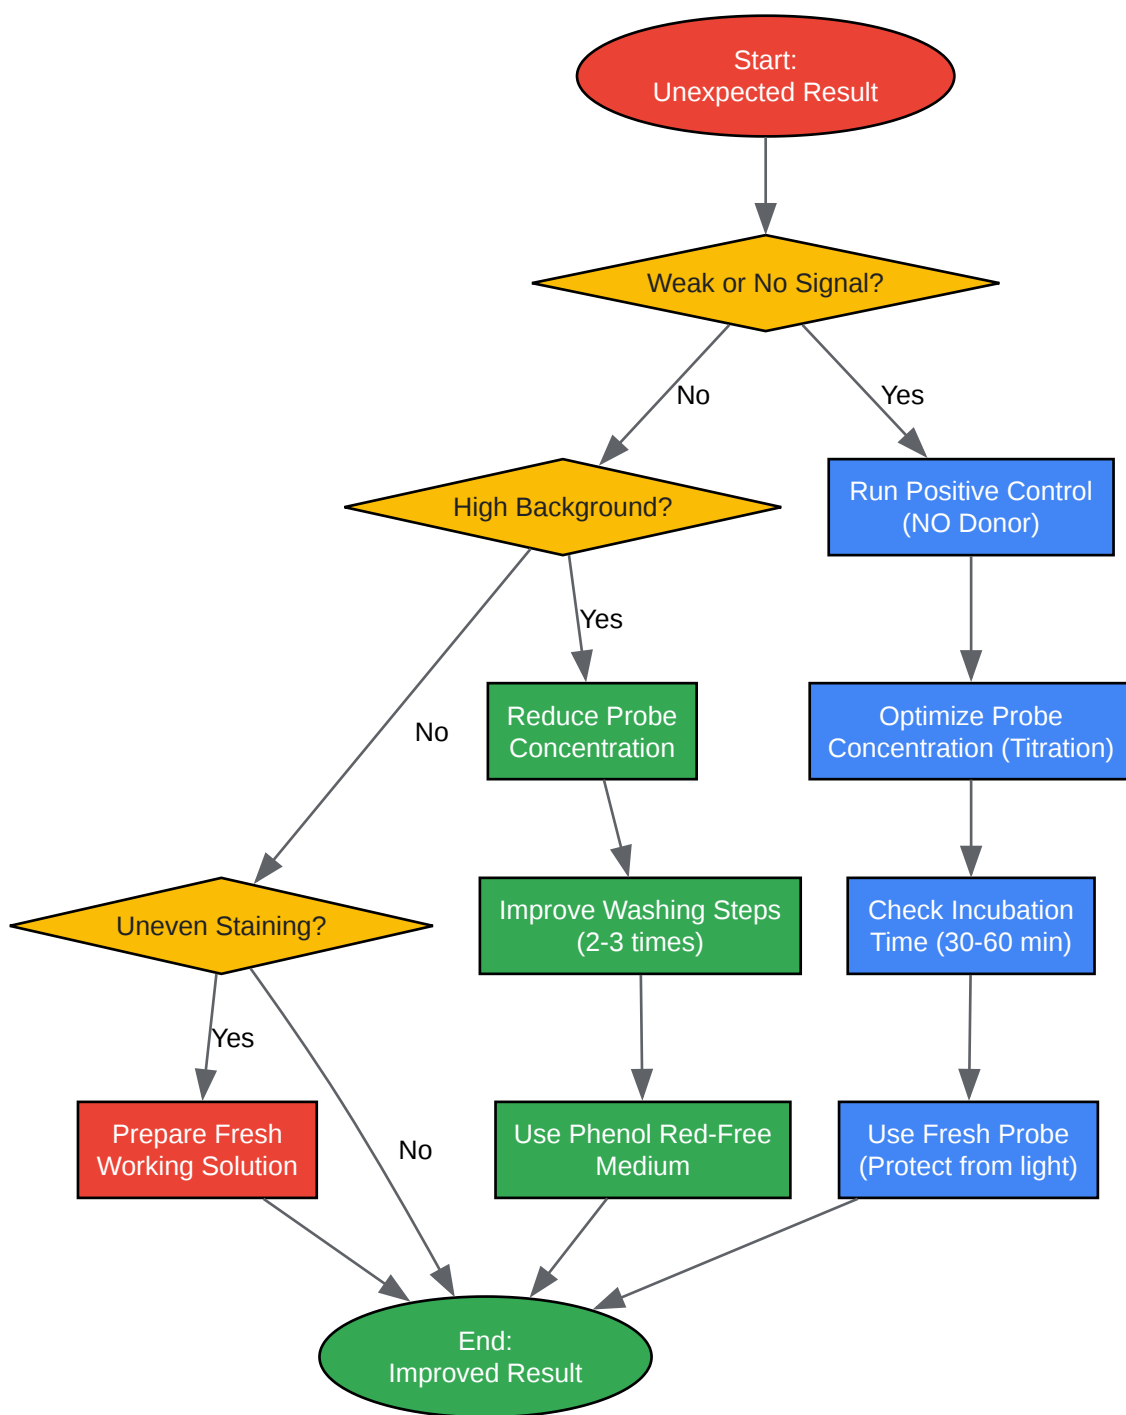 Start:
Unexpected Result
Weak or No Signal?
No
Yes
High Background?
Run Positive Control
(NO Donor)
Yes
No
Reduce Probe
Concentration
Optimize Probe
Concentration (Titration)
Uneven Staining?
Improve Washing Steps
(2-3 times)
Check Incubation
Time (30-60 min)
Yes
No
Prepare Fresh
Working Solution
Use Phenol Red-Free
Medium
Use Fresh Probe
(Protect from light)
End:
Improved Result